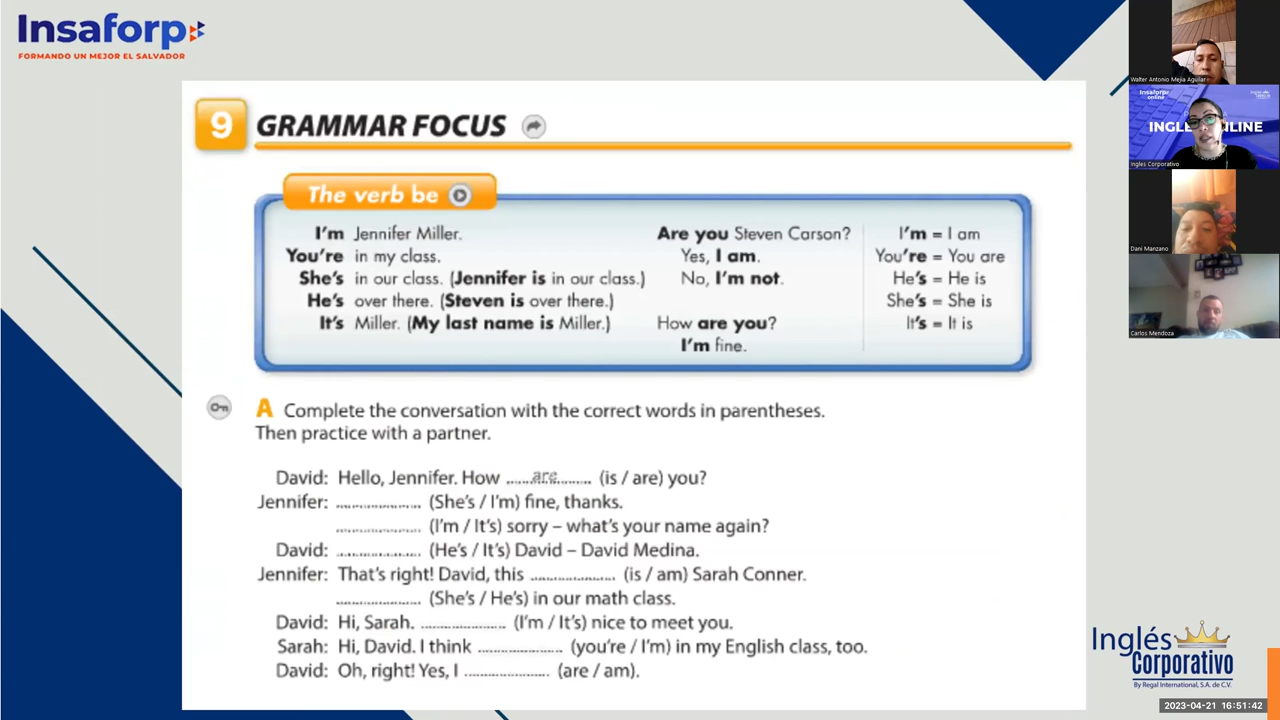 Insaforp
FORMANDO UN MEJOR EL SALVADOR
9 GRAMMAR FOCUS
The verb be
I'm Jennifer Miller.
You're in my class.
She's in our class. (Jennifer is in our class.)
He's over there. (Steven is over there.)
It's Miller. (My last name is Miller.)
Are you Steven Carson?
Yes, I am.
No, I'm not.
How are you?
I'm fine.
I'm = I am
You're = You are
He's = He is
She's = She is
It's = It is
A Complete the conversation with the correct words in parentheses.
Then practice with a partner.
David: Hello, Jennifer. How ......are...... (is / are) you?
Jennifer: .................. (She's / I'm) fine, thanks.
.................. (I'm / It's) sorry – what's your name again?
David: .................. (He's / It's) David – David Medina.
Jennifer: That's right! David, this .................. (is / am) Sarah Conner.
.................. (She's / He's) in our math class.
David: Hi, Sarah. .................. (I'm / It's) nice to meet you.
Sarah: Hi, David. I think .................. (you're / I'm) in my English class, too.
David: Oh, right! Yes, I .................. (are / am).
Walter Antonio Mejia Aguilar
Insaforp
online
INGLE NLINE
Ingles Corporativo
Dani Manzano
Carlos Mendoza
Inglés
Corporativo
By Regal International, S.A. de C.V.
2023-04-21 16:51:42